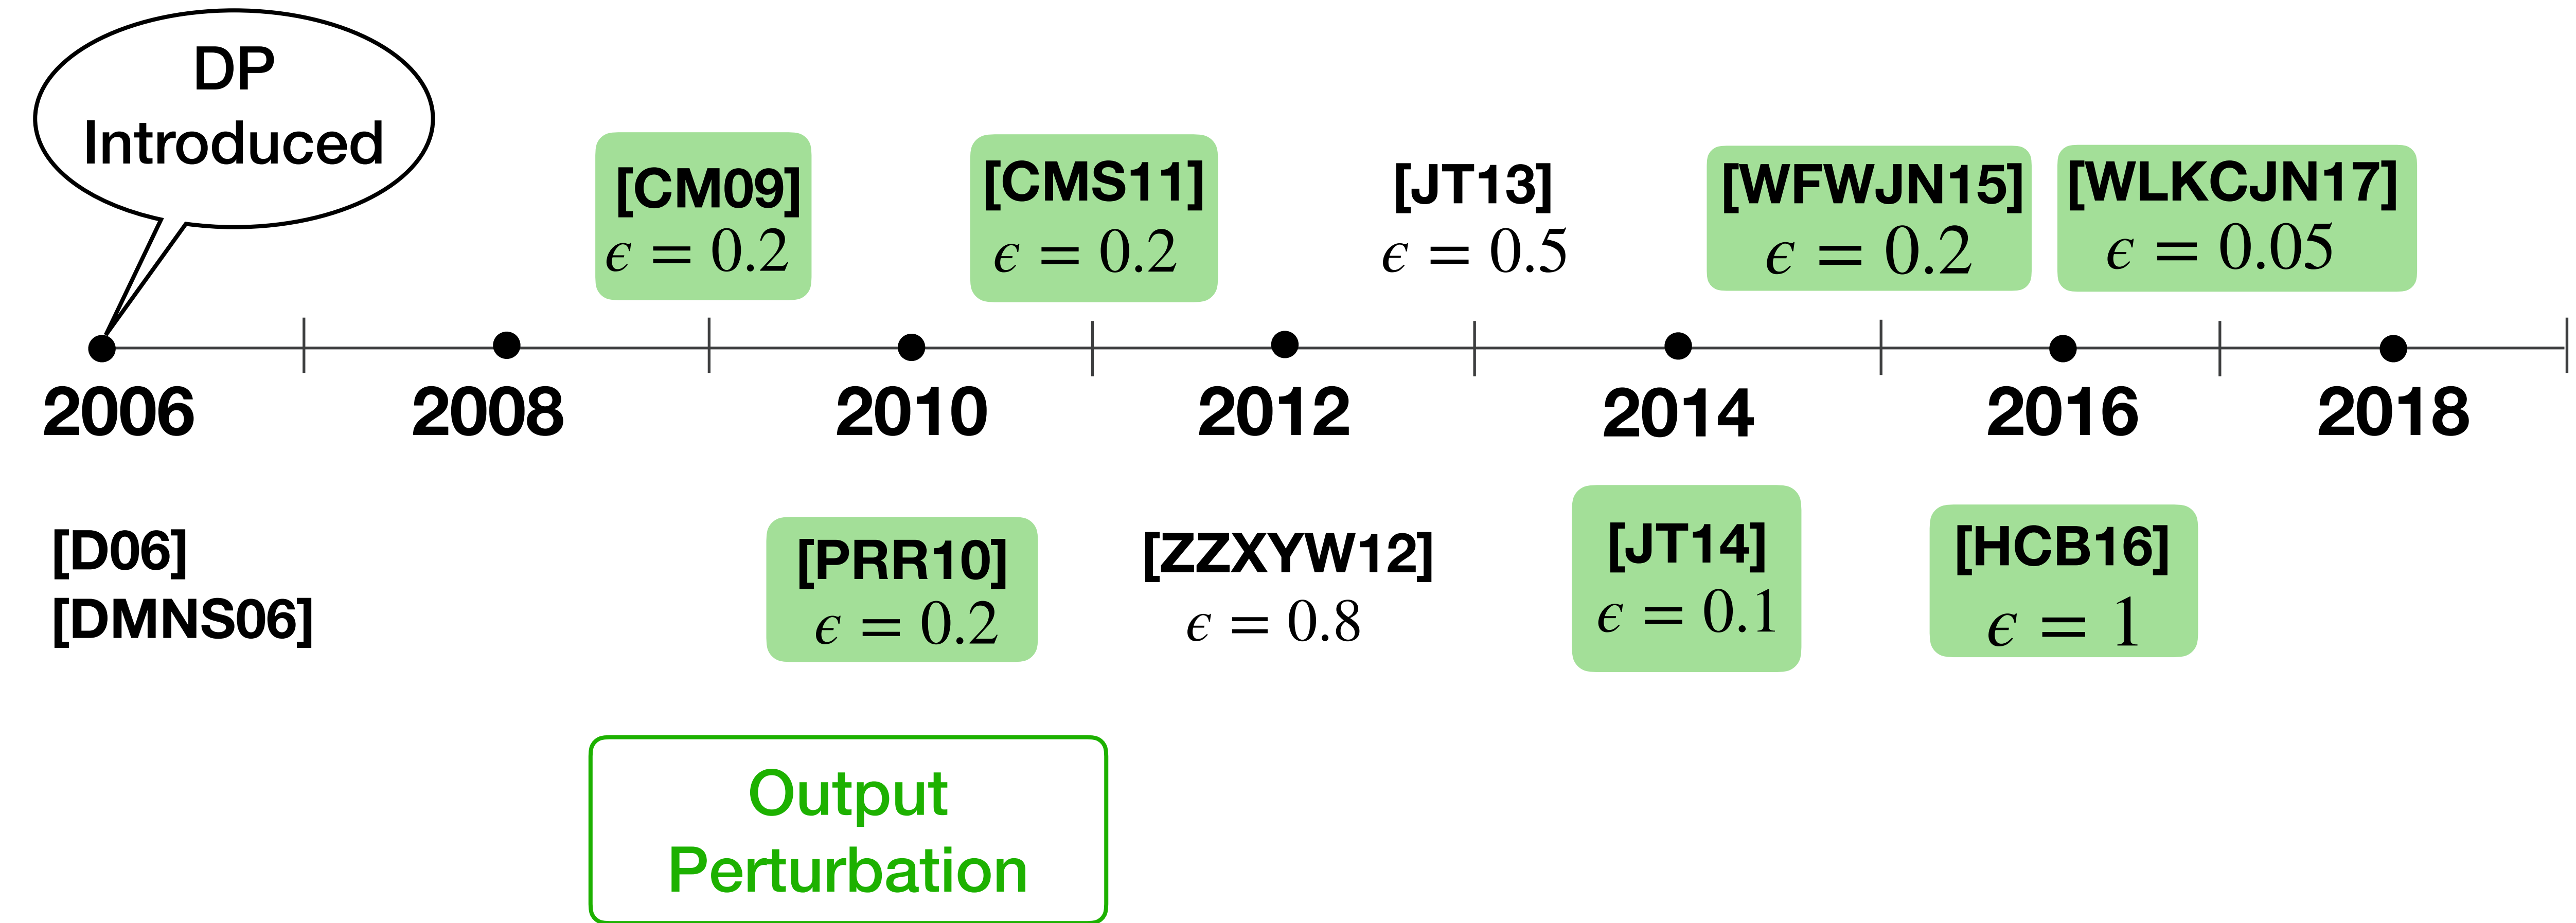 DP
Introduced
[CM09]
ϵ = 0.2
[CMS11]
ϵ = 0.2
[JT13]
ϵ = 0.5
[WFWJN15]
ϵ = 0.2
[WLKCJN17]
ϵ = 0.05
2006
2008
2010
2012
2014
2016
2018
[D06]
[DMNS06]
[PRR10]
ϵ = 0.2
[ZZXYW12]
ϵ = 0.8
[JT14]
ϵ = 0.1
[HCB16]
ϵ = 1
Output
Perturbation